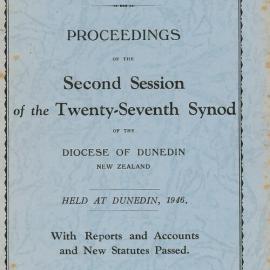 PROCEEDINGS
OF THE
Second Session
of the Twenty-Seventh Synod
OF THE
DIOCESE OF DUNEDIN
NEW ZEALAND
HELD AT DUNEDIN, 1946.
With Reports and Accounts
and New Statutes Passed.